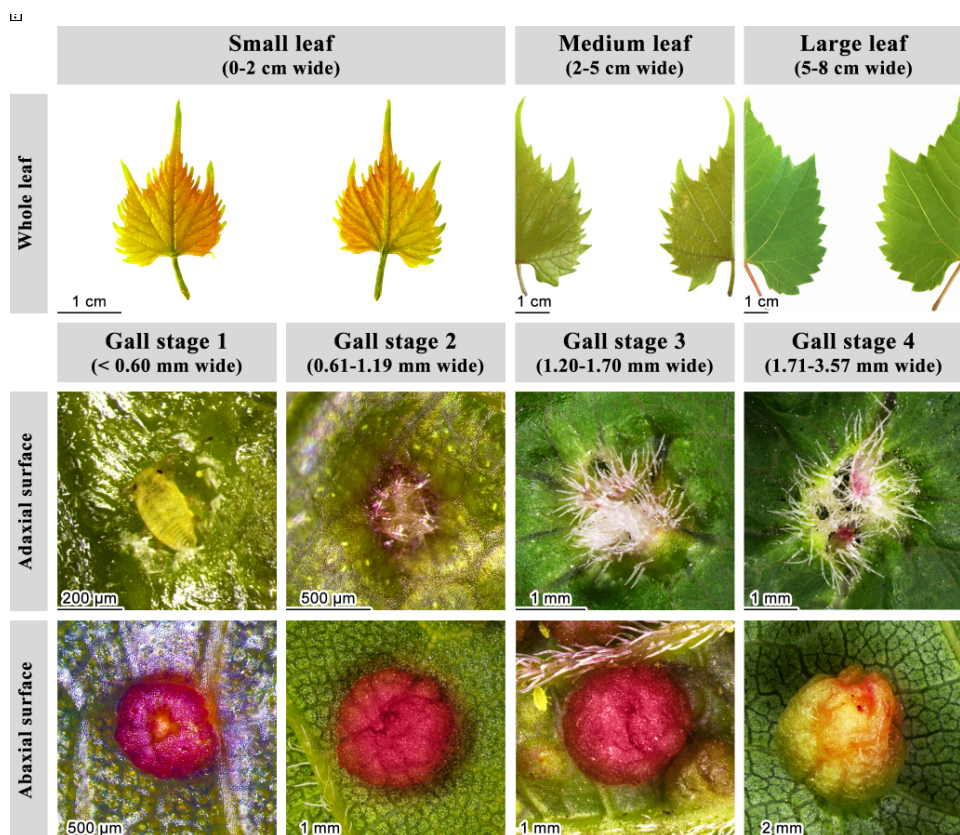 Small leaf
(0-2 cm wide)
Medium leaf
(2-5 cm wide)
Large leaf
(5-8 cm wide)
Whole leaf
1 cm
1 cm
1 cm
Gall stage 1
(< 0.60 mm wide)
Gall stage 2
(0.61-1.19 mm wide)
Gall stage 3
(1.20-1.70 mm wide)
Gall stage 4
(1.71-3.57 mm wide)
Adaxial surface
200 µm
500 µm
1 mm
1 mm
Abaxial surface
500 µm
1 mm
1 mm
2 mm